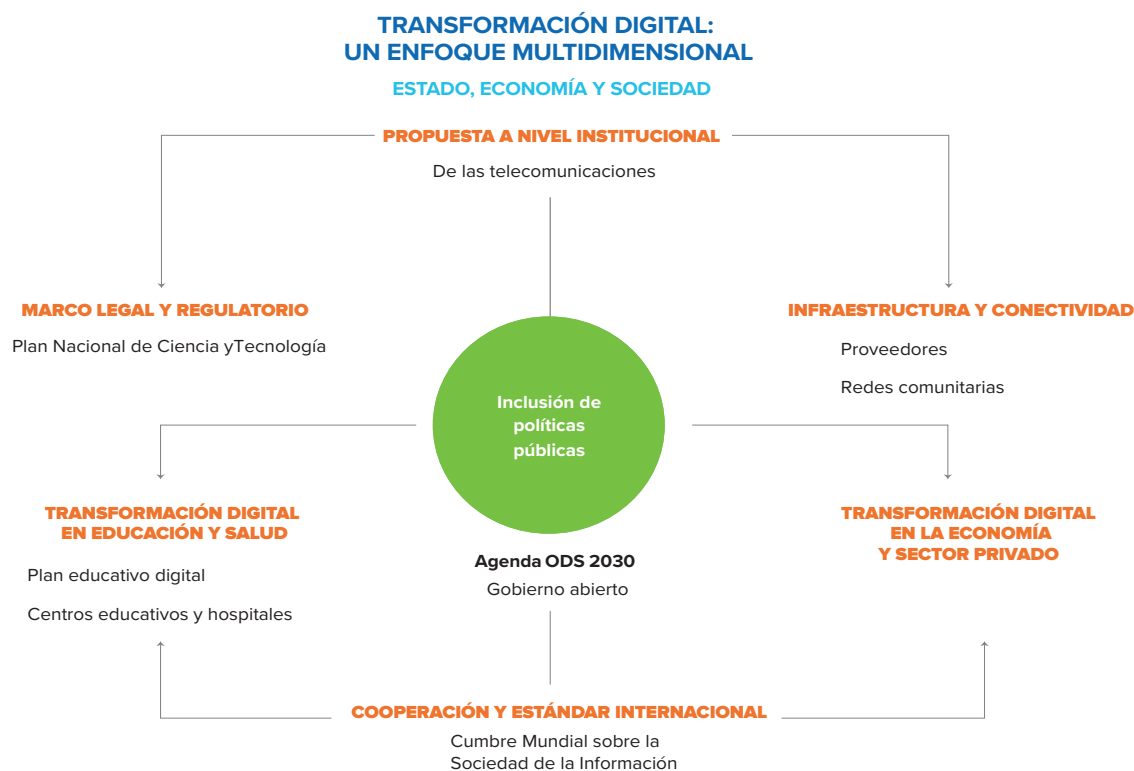 TRANSFORMACIÓN DIGITAL:
UN ENFOQUE MULTIDIMENSIONAL
ESTADO, ECONOMÍA Y SOCIEDAD
PROPUESTA A NIVEL INSTITUCIONAL
De las telecomunicaciones
MARCO LEGAL Y REGULATORIO
Plan Nacional de Ciencia yTecnología
INFRAESTRUCTURA Y CONECTIVIDAD
Proveedores
Redes comunitarias
Inclusión de
políticas
públicas
TRANSFORMACIÓN DIGITAL
EN EDUCACIÓN Y SALUD
Plan educativo digital
Centros educativos y hospitales
TRANSFORMACIÓN DIGITAL
EN LA ECONOMÍA
Y SECTOR PRIVADO
Agenda ODS 2030
Gobierno abierto
COOPERACIÓN Y ESTÁNDAR INTERNACIONAL
Cumbre Mundial sobre la
Sociedad de la Información